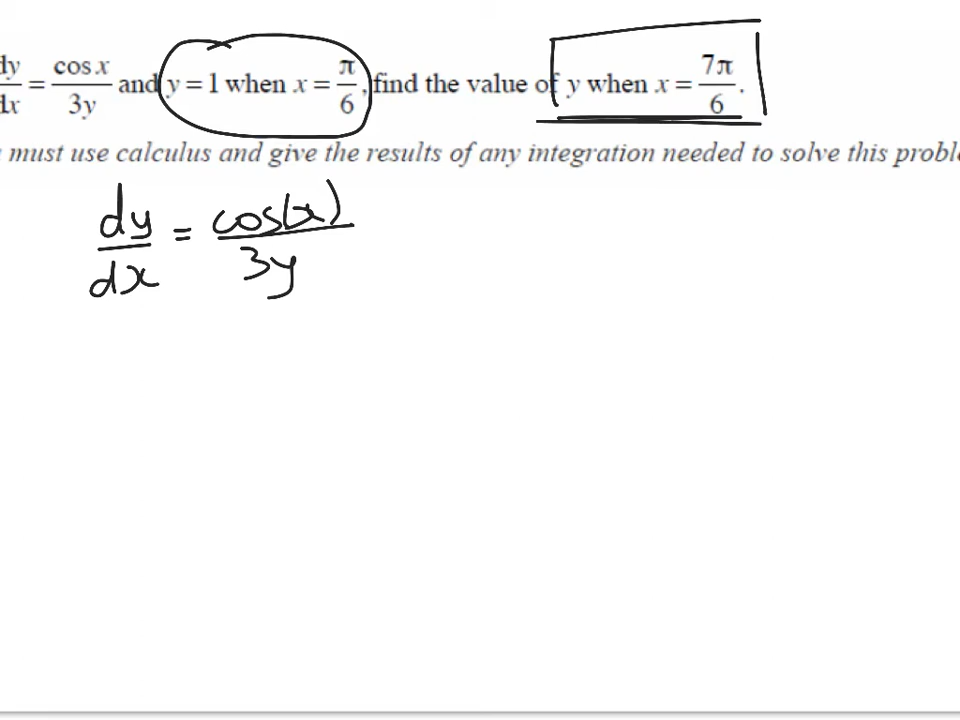 dy/dx = cos x/3y and y = 1 when x = π/6, find the value of y when x = 7π/6.
must use calculus and give the results of any integration needed to solve this
dy/dx = cos(x)/3y